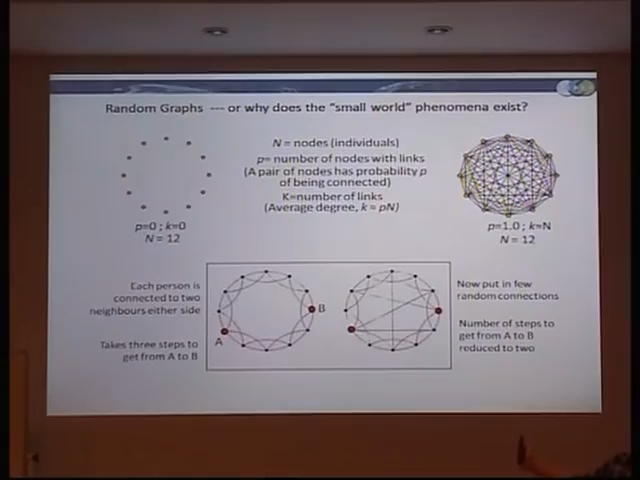 Random Graphs --- or why does the "small world" phenomena exist?
N = nodes (individuals)
p= number of nodes with links
(A pair of nodes has probability p
of being connected)
K=number of links
(Average degree, k ≈ pN)
p=0 ; k=0
N = 12
p=1.0 ; k=N
N = 12
Each person is
connected to two
neighbours either side
Takes three steps to
get from A to B
A
B
Now put in few
random connections
Number of steps to
get from A to B
reduced to two